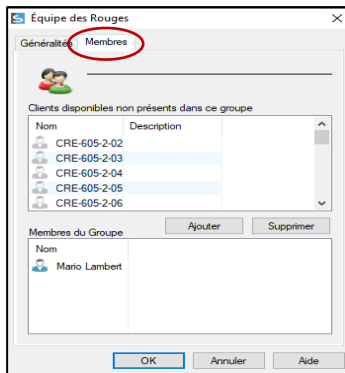 Équipe des Rouges
Généralités Membres
Clients disponibles non présents dans ce groupe
Nom Description
CRE-605-2-02
CRE-605-2-03
CRE-605-2-04
CRE-605-2-05
CRE-605-2-06
Ajouter Supprimer
Membres du Groupe
Nom
Mario Lambert
OK Annuler Aide